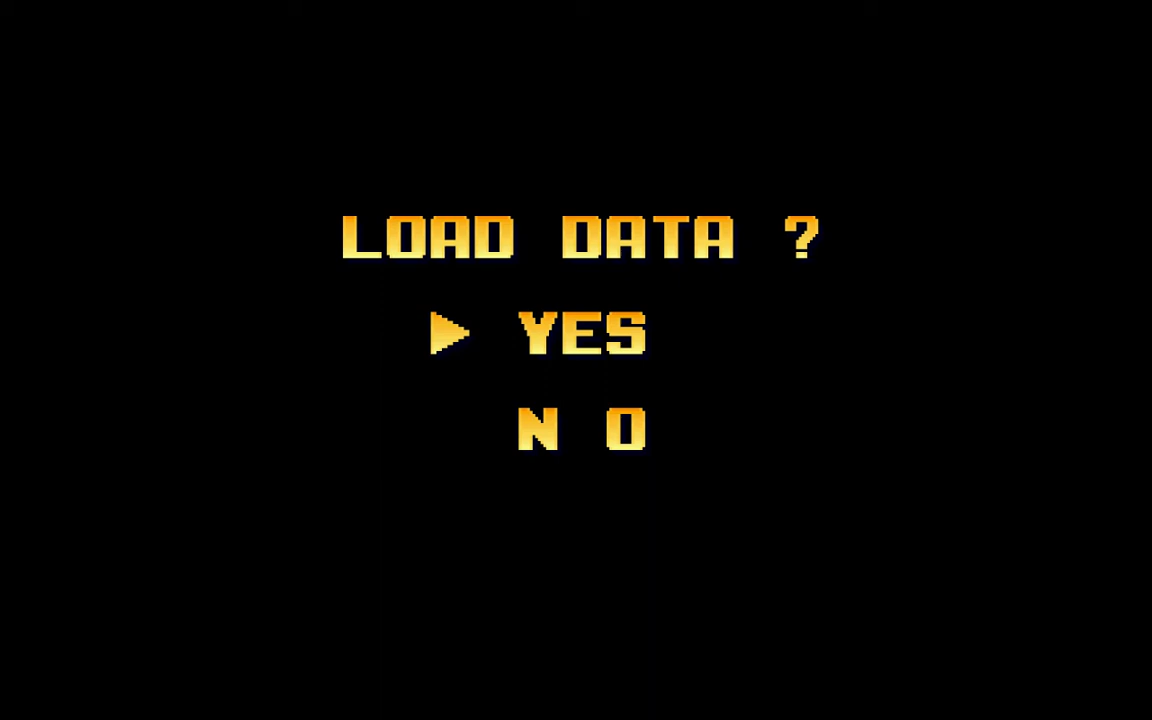 LOAD DATA ?
▶ YES
N O